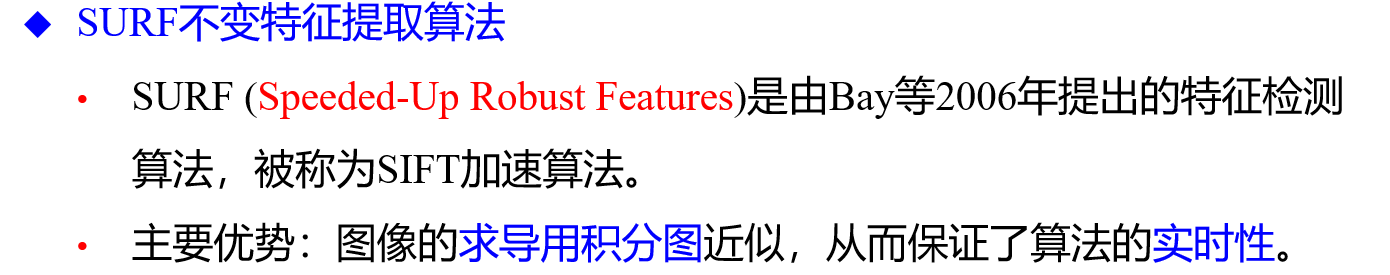 ◆ SURF不变特征提取算法
• SURF (Speeded-Up Robust Features)是由Bay等2006年提出的特征检测
算法，被称为SIFT加速算法。
• 主要优势：图像的求导用积分图近似，从而保证了算法的实时性。